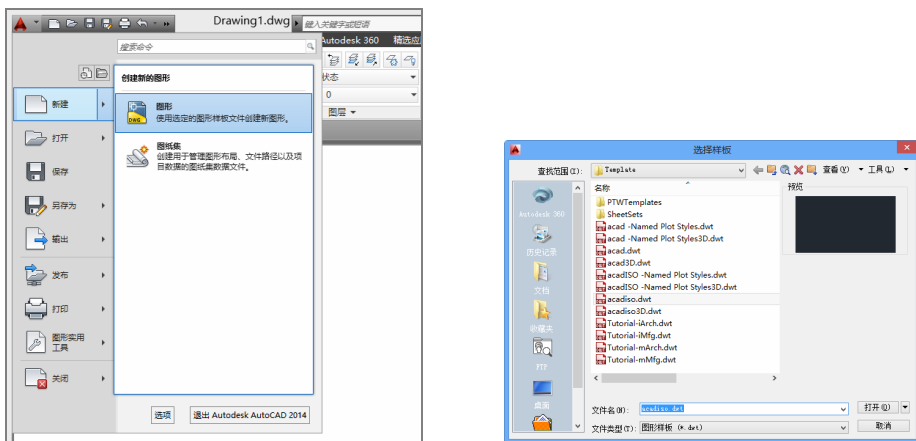 Drawing1.dwg
键入关键字或短语
搜索命令
Autodesk 360 精选应
创建新的图形
状态
新建
图形
使用选定的图形样板文件创建新图形。
0
图层
打开
图纸集
创建用于管理图形布局、文件路径以及项
目数据的图纸集数据文件。
保存
另存为
输出
发布
打印
图形实用
工具
关闭
选项
退出 Autodesk AutoCAD 2014
选择样板
查找范围(I):
Template
查看(V)
工具(L)
名称
预览
PTWTemplates
SheetSets
acad -Named Plot Styles.dwt
acad -Named Plot Styles3D.dwt
acad.dwt
acad3D.dwt
acadISO -Named Plot Styles.dwt
acadISO -Named Plot Styles3D.dwt
acadiso.dwt
acadiso3D.dwt
Tutorial-iArch.dwt
Tutorial-iMfg.dwt
Tutorial-mArch.dwt
Tutorial-mMfg.dwt
Autodesk 360
历史记录
文档
收藏夹
FTP
桌面
文件名(N):
acadiso.dwt
打开(O)
文件类型(T):
图形样板 (*.dwt)
取消